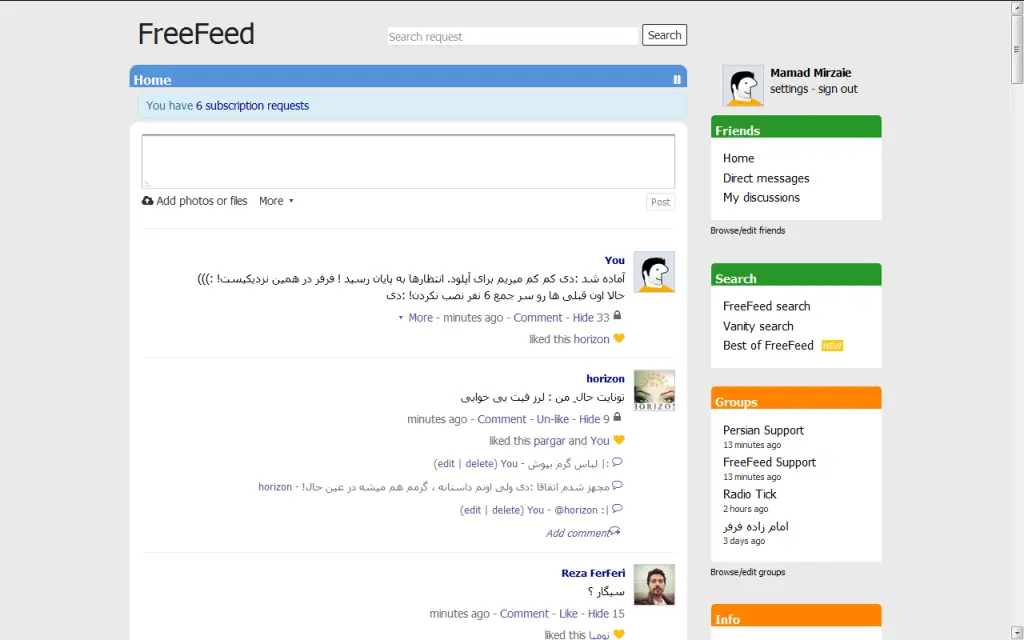 FreeFeed
Search request
Search
Home
You have 6 subscription requests
Add photos or files More
Post
You
آماده شد :دی کم کم میریم برای آپلود. انتظارها به پایان رسید ! فرفر در همین نزدیکیست! :))))
حالا اون قبلی ها رو سر جمع 6 نفر نصب نکردن! :دی
More - minutes ago - Comment - Hide 33
liked this horizon
horizon
تونایت حال ِ من : لرز فیت بی خوابی
minutes ago - Comment - Un-like - Hide 9
liked this pargar and You
(edit | delete) You - لباس گرم بپوش |:
horizon - مجهز شدم اتفاقا :دی ولی اونم داستانه ، گرمم هم میشه در عین حال!
(edit | delete) You - @horizon :|
Add comment
Reza FerFeri
سیگار ؟
minutes ago - Comment - Like - Hide 15
liked this نومیا
Mamad Mirzaie
settings - sign out
Friends
Home
Direct messages
My discussions
Browse/edit friends
Search
FreeFeed search
Vanity search
Best of FreeFeed NEW
Groups
Persian Support
13 minutes ago
FreeFeed Support
13 minutes ago
Radio Tick
2 hours ago
امام زاده فرفر
3 days ago
Browse/edit groups
Info